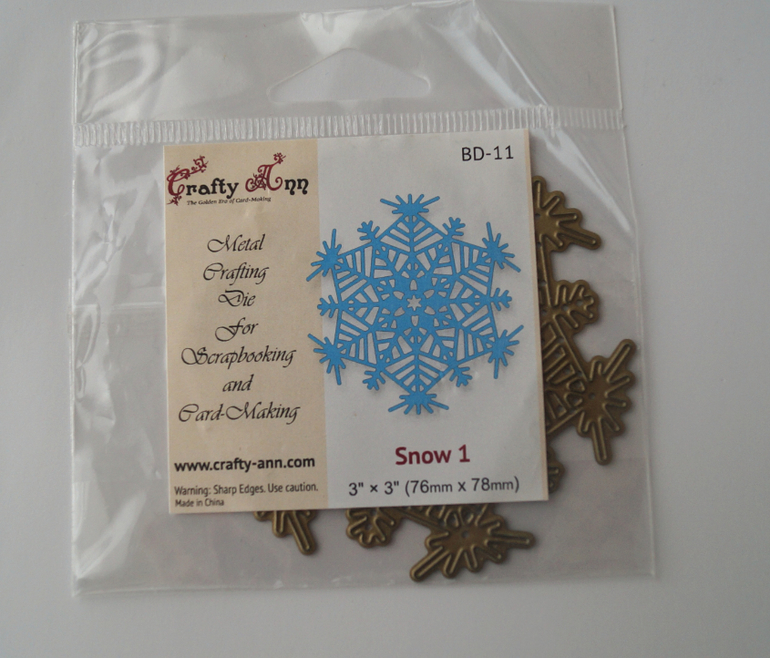 BD-11
Crafty Ann
The Golden Era of Card-Making
Metal
Crafting
Die
For
Scrapbooking
and
Card-Making
www.crafty-ann.com
Warning: Sharp Edges. Use caution.
Made in China
Snow 1
3" × 3" (76mm x 78mm)